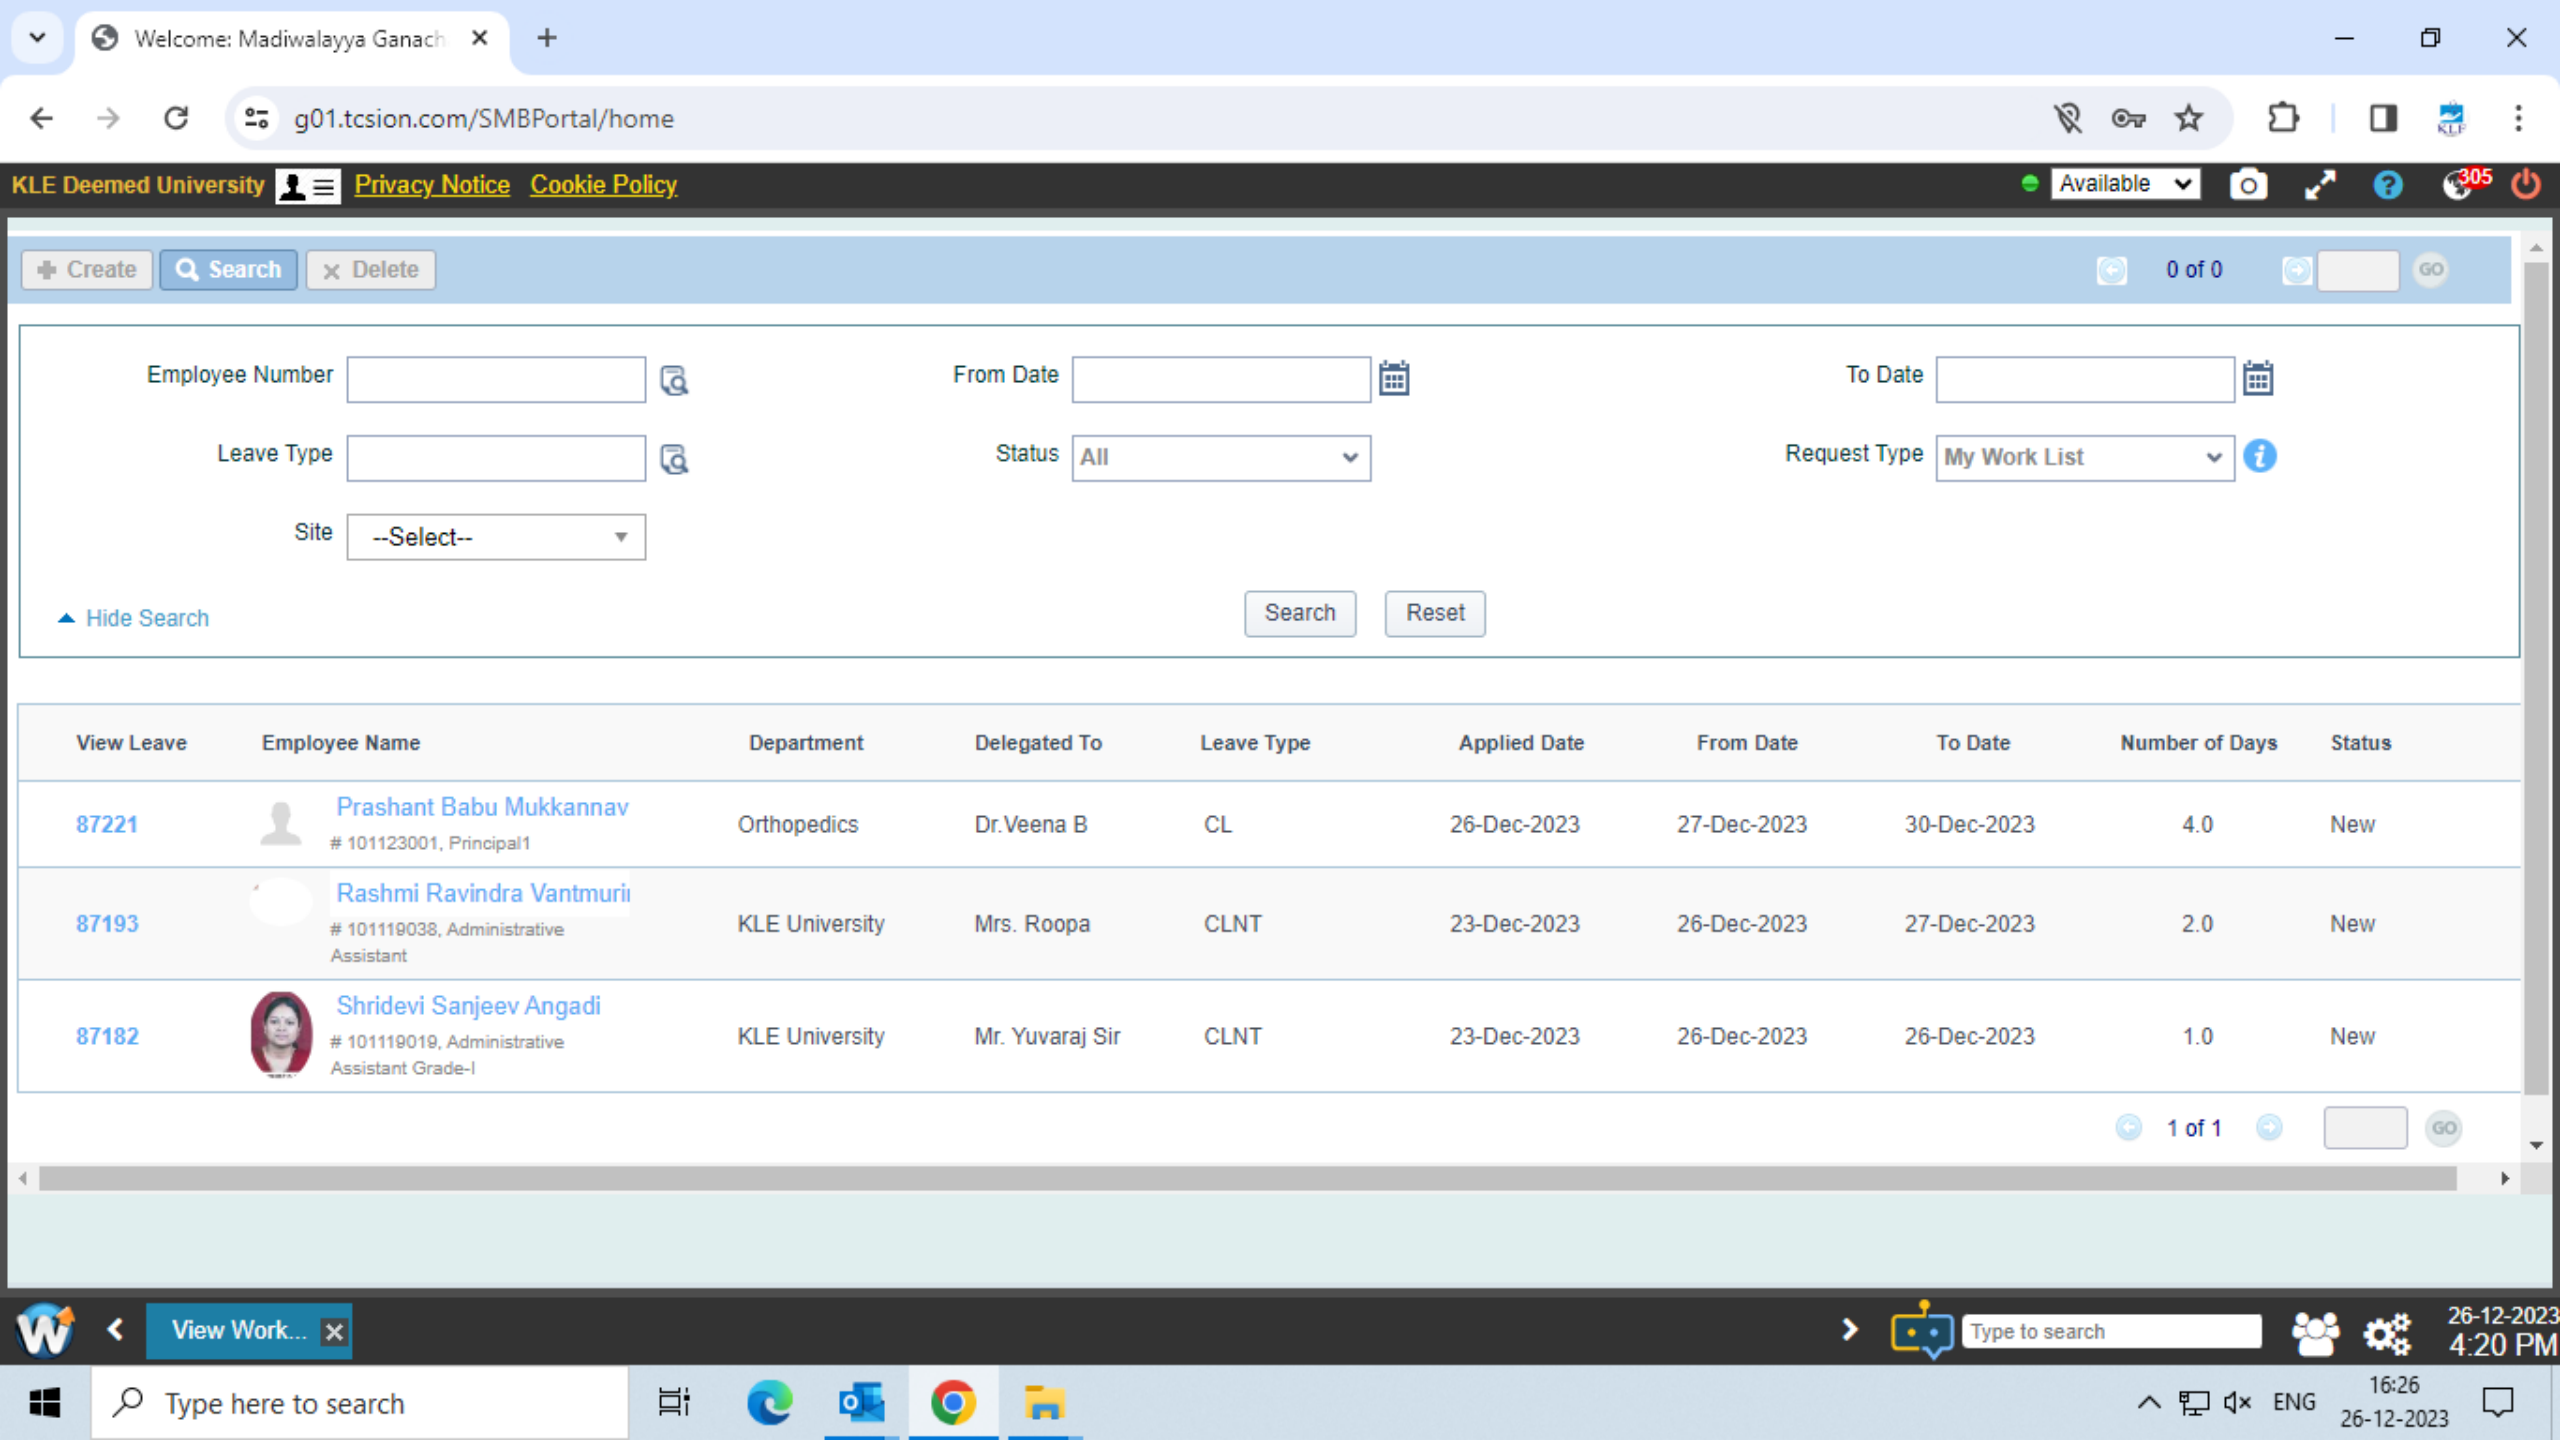 Welcome: Madiwalayya Ganach
g01.tcsion.com/SMBPortal/home
KLE
KLE Deemed University Privacy Notice Cookie Policy Available 305
Create Search Delete 0 of 0 GO
Employee Number From Date To Date
Leave Type Status All Request Type My Work List
Site --Select--
Hide Search Search Reset
View Leave Employee Name Department Delegated To Leave Type Applied Date From Date To Date Number of Days Status
87221 Prashant Babu Mukkannav Orthopedics Dr.Veena B CL 26-Dec-2023 27-Dec-2023 30-Dec-2023 4.0 New
# 101123001, Principal1
Rashmi Ravindra Vantmuri
87193 KLE University Mrs. Roopa CLNT 23-Dec-2023 26-Dec-2023 27-Dec-2023 2.0 New
# 101119038, Administrative
Assistant
Shridevi Sanjeev Angadi
87182 KLE University Mr. Yuvaraj Sir CLNT 23-Dec-2023 26-Dec-2023 26-Dec-2023 1.0 New
# 101119019, Administrative
Assistant Grade-I
1 of 1 GO
View Work... Type to search 26-12-2023
4:20 PM
Type here to search ENG 16:26
26-12-2023